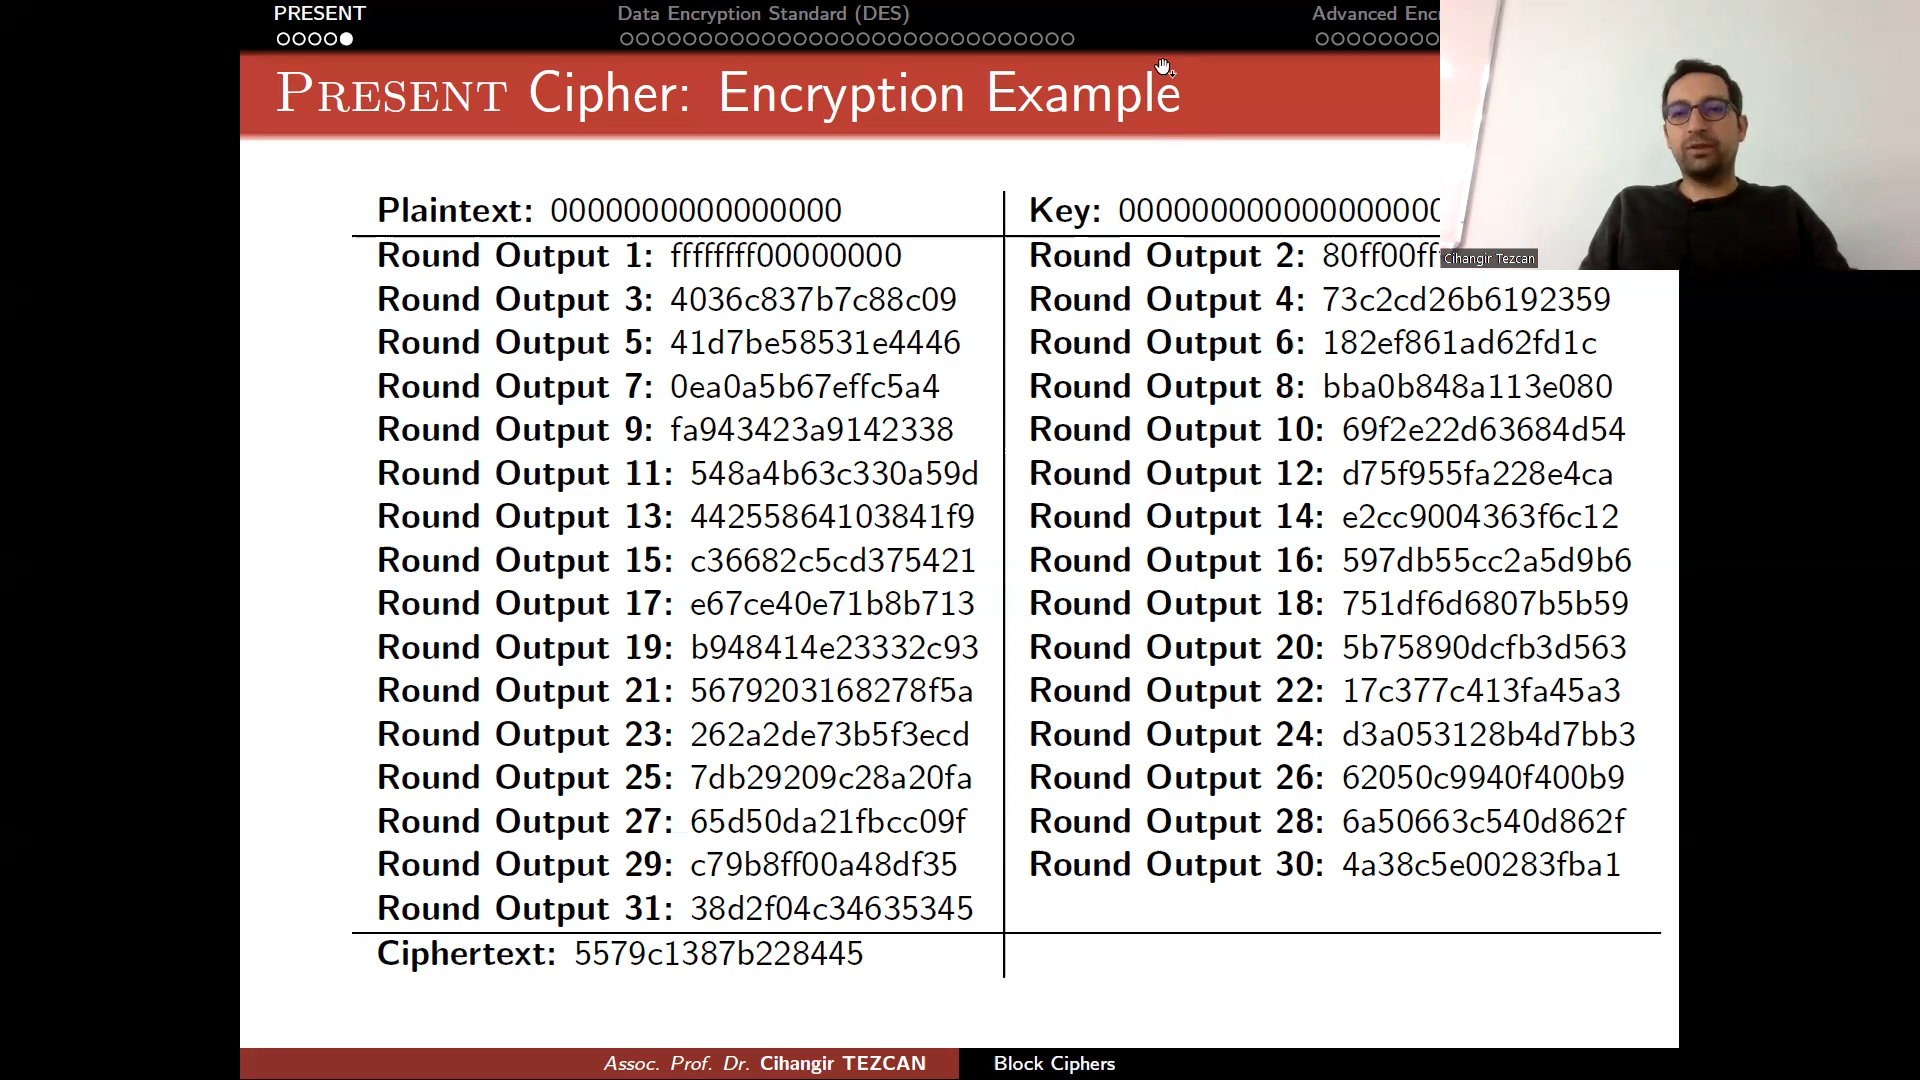 PRESENT Data Encryption Standard (DES) Advanced Enc
PRESENT Cipher: Encryption Example
Plaintext: 0000000000000000 Key: 000000000000000000
Round Output 1: ffffffff00000000 Round Output 2: 80ff00ff
Cihangir Tezcan
Round Output 3: 4036c837b7c88c09 Round Output 4: 73c2cd26b6192359
Round Output 5: 41d7be58531e4446 Round Output 6: 182ef861ad62fd1c
Round Output 7: 0ea0a5b67effc5a4 Round Output 8: bba0b848a113e080
Round Output 9: fa943423a9142338 Round Output 10: 69f2e22d63684d54
Round Output 11: 548a4b63c330a59d Round Output 12: d75f955fa228e4ca
Round Output 13: 44255864103841f9 Round Output 14: e2cc9004363f6c12
Round Output 15: c36682c5cd375421 Round Output 16: 597db55cc2a5d9b6
Round Output 17: e67ce40e71b8b713 Round Output 18: 751df6d6807b5b59
Round Output 19: b948414e23332c93 Round Output 20: 5b75890dcfb3d563
Round Output 21: 5679203168278f5a Round Output 22: 17c377c413fa45a3
Round Output 23: 262a2de73b5f3ecd Round Output 24: d3a053128b4d7bb3
Round Output 25: 7db29209c28a20fa Round Output 26: 62050c9940f400b9
Round Output 27: 65d50da21fbcc09f Round Output 28: 6a50663c540d862f
Round Output 29: c79b8ff00a48df35 Round Output 30: 4a38c5e00283fba1
Round Output 31: 38d2f04c34635345
Ciphertext: 5579c1387b228445
Assoc. Prof. Dr. Cihangir TEZCAN Block Ciphers